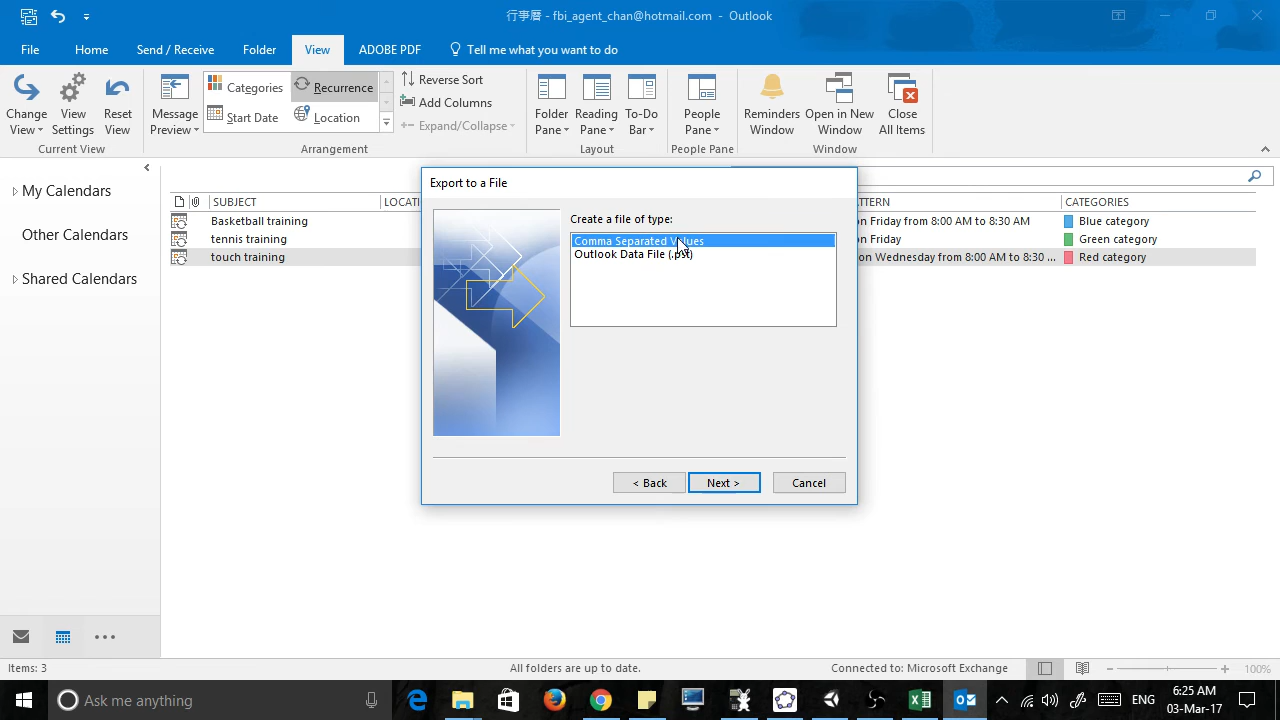 行事曆 - fbi_agent_chan@hotmail.com - Outlook
File Home Send / Receive Folder View ADOBE PDF Tell me what you want to do
Change View View Settings Reset View
Current View
Message Preview
Categories Recurrence
Start Date Location
Reverse Sort
Add Columns
Expand/Collapse
Arrangement
Folder Pane Reading Pane To-Do Bar
Layout
People Pane
People Pane
Reminders Window Open in New Window Close All Items
Window
My Calendars
Other Calendars
Shared Calendars
SUBJECT LOCATI TTERN CATEGORIES
Basketball training on Friday from 8:00 AM to 8:30 AM Blue category
tennis training on Friday Green category
touch training on Wednesday from 8:00 AM to 8:30 ... Red category
Export to a File
Create a file of type:
Comma Separated Values
Outlook Data File (.pst)
< Back Next > Cancel
Items: 3 All folders are up to date. Connected to: Microsoft Exchange 100%
Ask me anything
ENG
6:25 AM
03-Mar-17